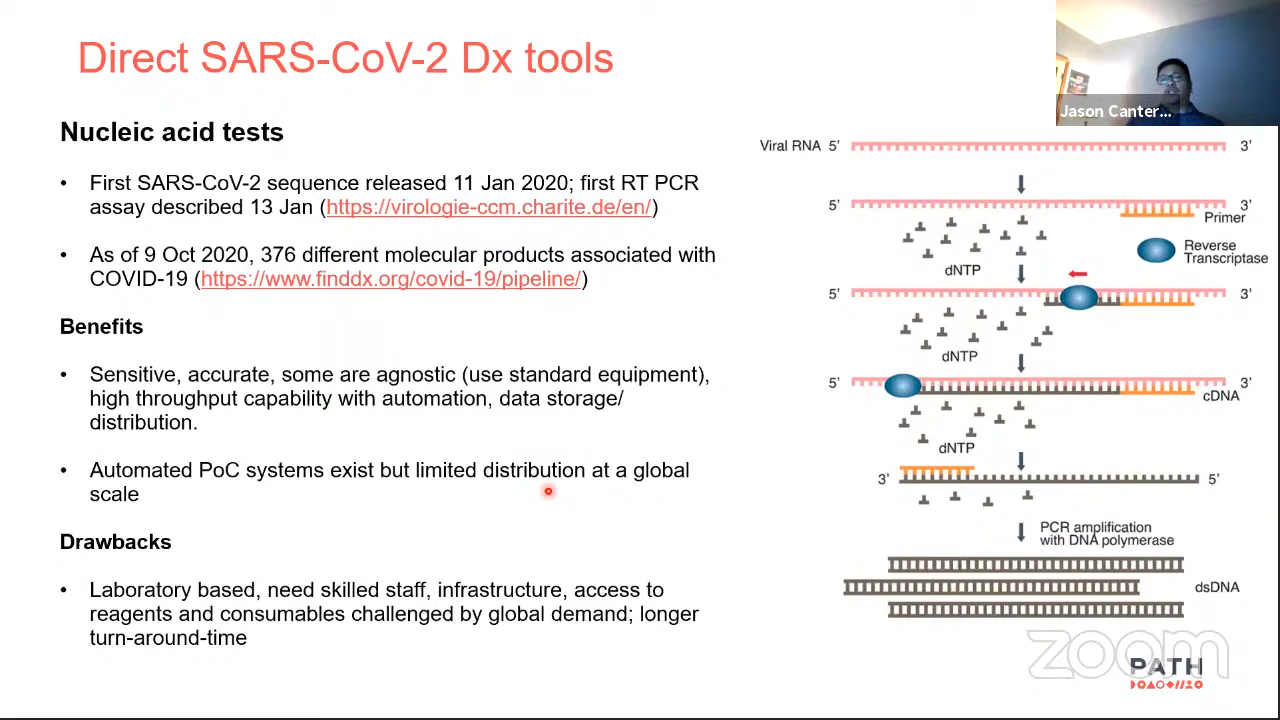 Direct SARS-CoV-2 Dx tools
Jason Canter...
Nucleic acid tests
• First SARS-CoV-2 sequence released 11 Jan 2020; first RT PCR
assay described 13 Jan (https://virologie-ccm.charite.de/en/)
• As of 9 Oct 2020, 376 different molecular products associated with
COVID-19 (https://www.finddx.org/covid-19/pipeline/)
Benefits
• Sensitive, accurate, some are agnostic (use standard equipment),
high throughput capability with automation, data storage/
distribution.
• Automated PoC systems exist but limited distribution at a global
scale
Drawbacks
• Laboratory based, need skilled staff, infrastructure, access to
reagents and consumables challenged by global demand; longer
turn-around-time
Viral RNA 5’ 3’
5’ 3’
Primer
Reverse
Transcriptase
dNTP
5’ 3’
dNTP
5’ 3’
cDNA
dNTP
3’ 5’
PCR amplification
with DNA polymerase
dsDNA
zoom
PATH